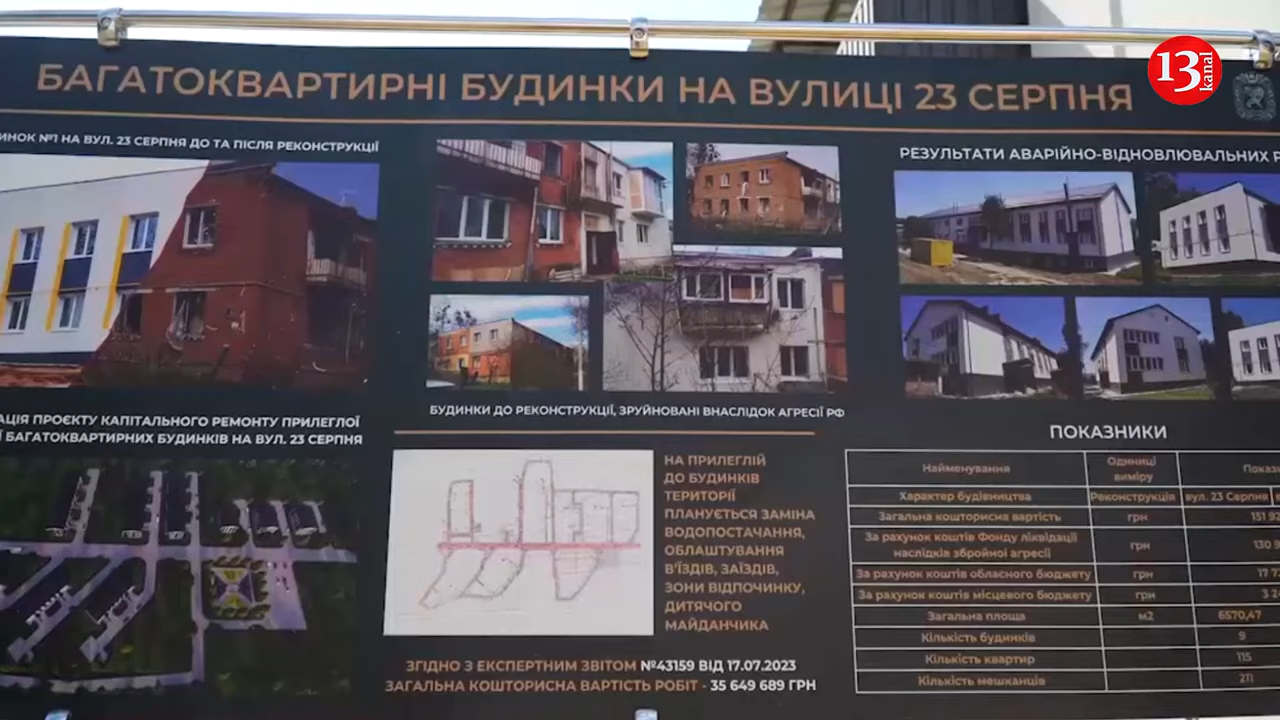 БАГАТОКВАРТИРНІ БУДИНКИ НА ВУЛИЦІ 23 СЕРПНЯ
13 kanal
№1 НА ВУЛ. 23 СЕРПНЯ ДО ТА ПІСЛЯ РЕКОНСТРУКЦІЇ
РЕЗУЛЬТАТИ АВАРІЙНО-ВІДНОВЛЮВАЛЬНИХ
БУДИНКИ ДО РЕКОНСТРУКЦІЇ, ЗРУЙНОВАНІ ВНАСЛІДОК АГРЕСІЇ РФ
ПРОЄКТУ КАПІТАЛЬНОГО РЕМОНТУ ПРИЛЕГЛОЇ
БАГАТОКВАРТИРНИХ БУДИНКІВ НА ВУЛ. 23 СЕРПНЯ
НА ПРИЛЕГЛІЙ
ДО БУДИНКІВ
ТЕРИТОРІЇ
ПЛАНУЄТЬСЯ ЗАМІНА
ВОДОПОСТАЧАННЯ,
ОБЛАШТУВАННЯ
В'ЇЗДІВ, ЗАЇЗДІВ,
ЗОНИ ВІДПОЧИНКУ,
ДИТЯЧОГО
МАЙДАНЧИКА
ЗГІДНО З ЕКСПЕРТНИМ ЗВІТОМ №43159 ВІД 17.07.2023
ЗАГАЛЬНА КОШТОРИСНА ВАРТІСТЬ РОБІТ - 35 649 689 ГРН
ПОКАЗНИКИ
Найменування Одиниці виміру
Характер будівництва Реконструкція вул. 23 Серпня
Загальна кошторисна вартість грн
За рахунок коштів Фонду ліквідації
наслідків збройної агресії грн
За рахунок коштів обласного бюджету грн
За рахунок коштів місцевого бюджету грн
Загальна площа м2 6570,47
Кількість будинків 9
Кількість квартир 115
Кількість мешканців 211